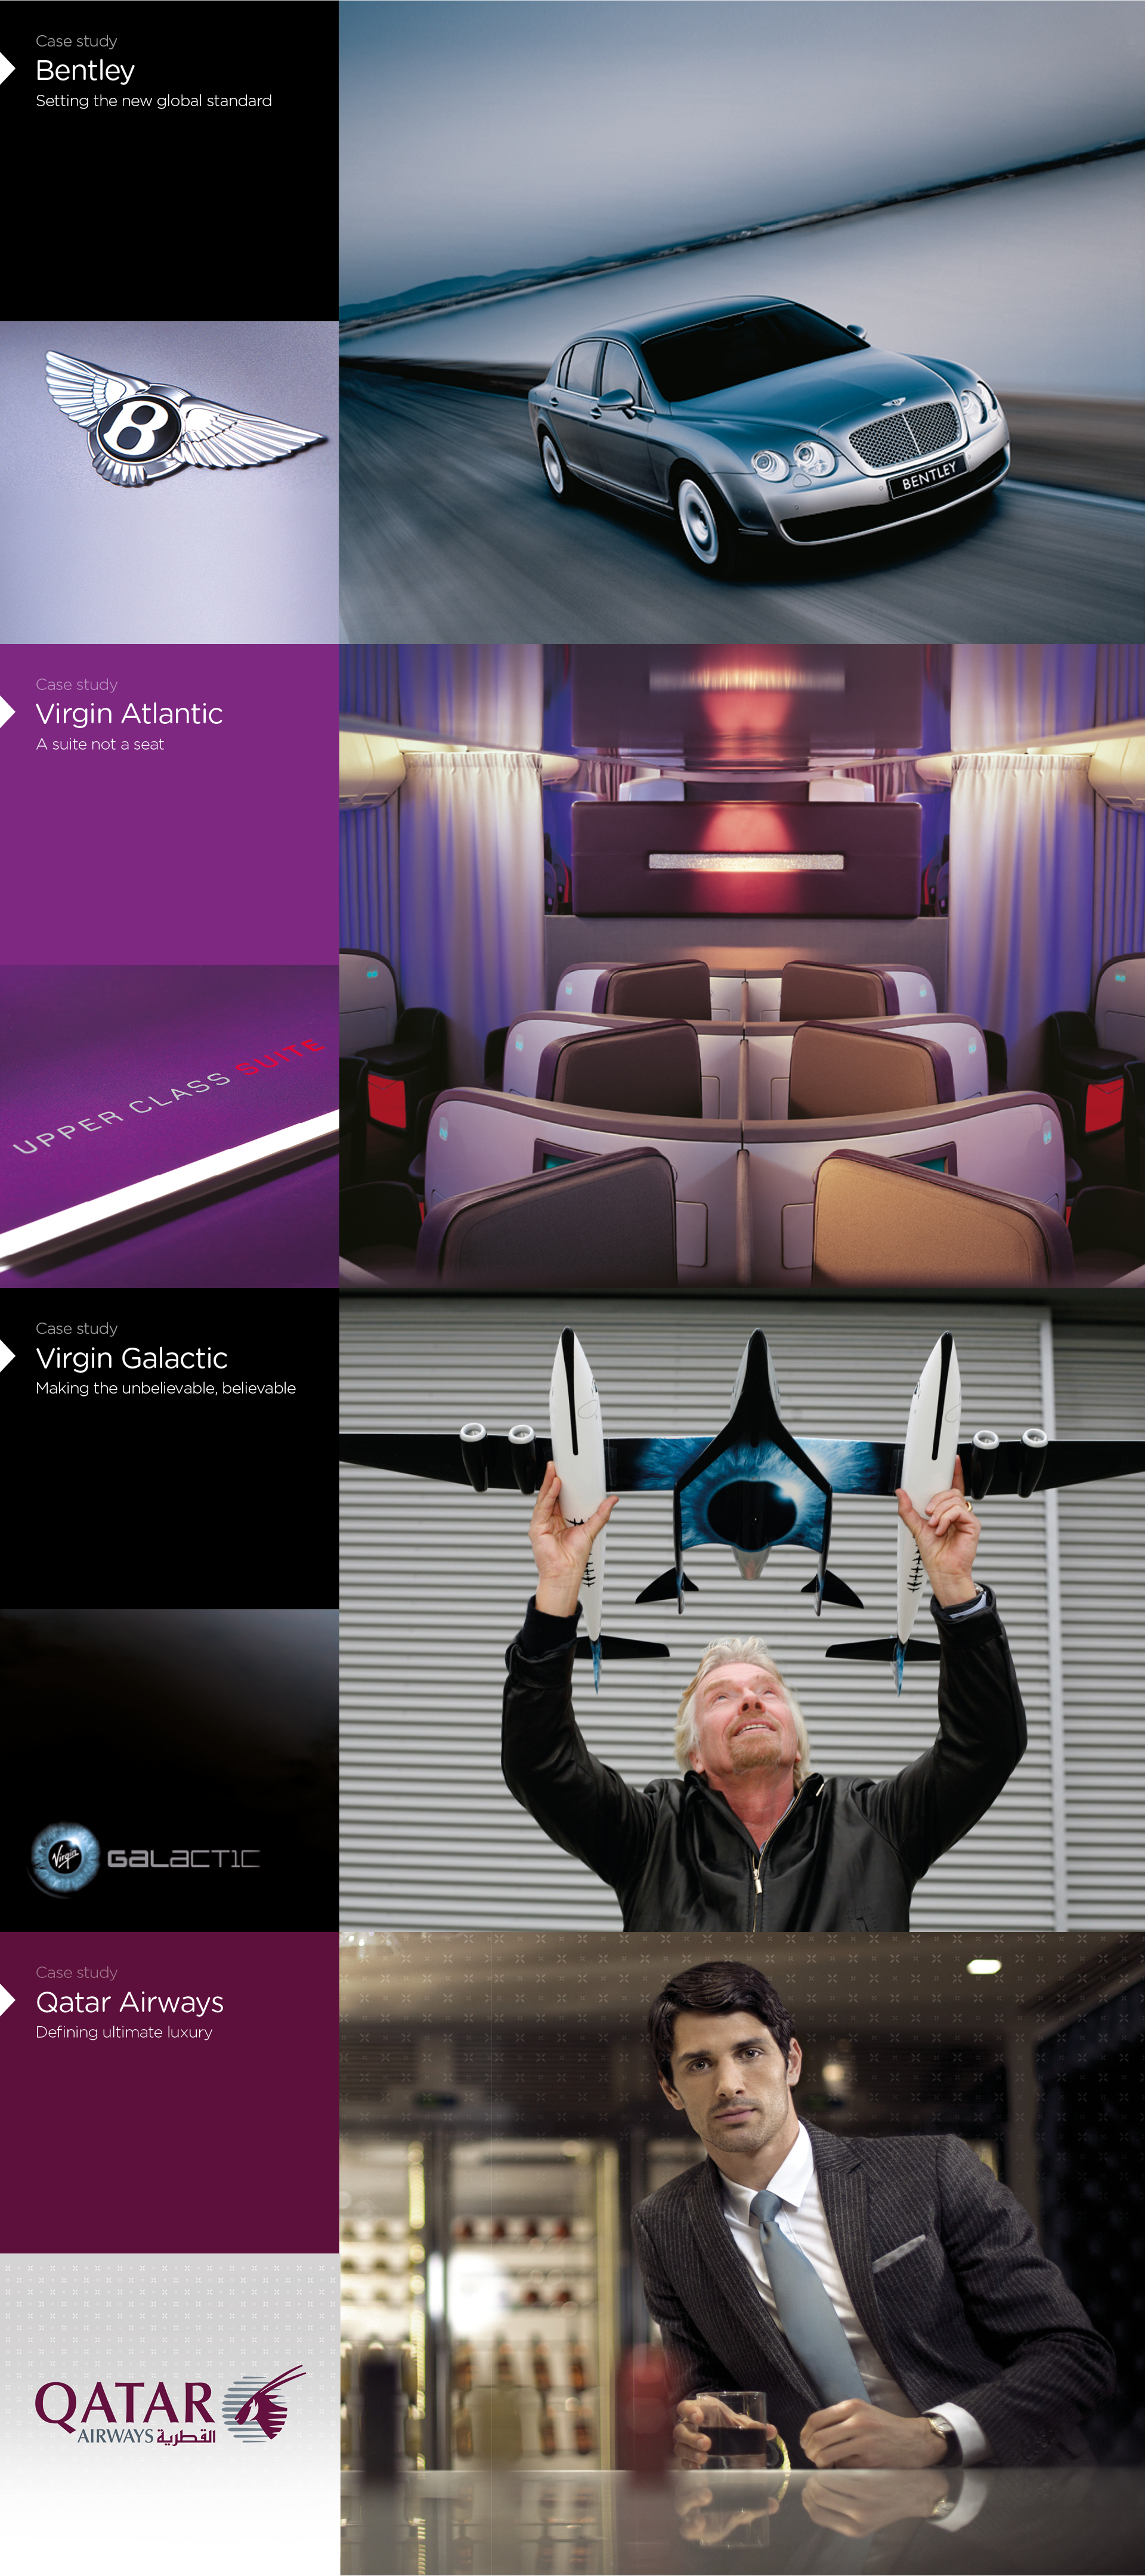 Case study
Bentley
Setting the new global standard
B
BENTLEY
Case study
Virgin Atlantic
A suite not a seat
UPPER CLASS SUITE
Case study
Virgin Galactic
Making the unbelievable, believable
Virgin GALACTIC
Case study
Qatar Airways
Defining ultimate luxury
QATAR
AIRWAYS القطرية